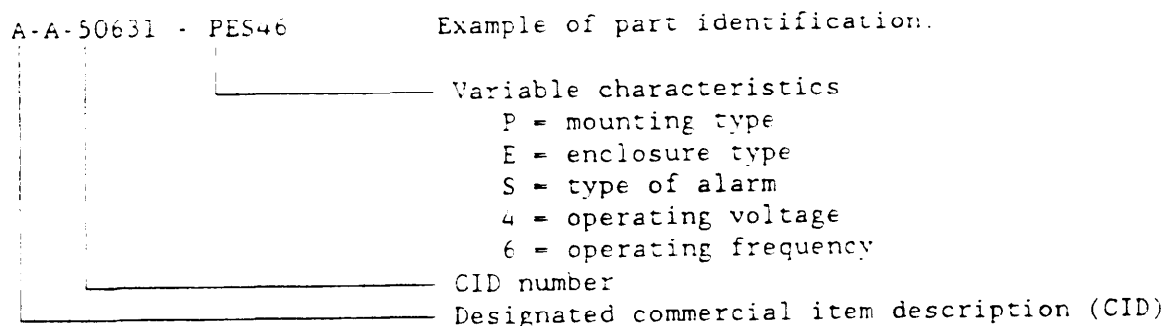 A-A-50631 - PES46 Example of part identification.
Variable characteristics
P = mounting type
E = enclosure type
S = type of alarm
4 = operating voltage
6 = operating frequency
CID number
Designated commercial item description (CID)